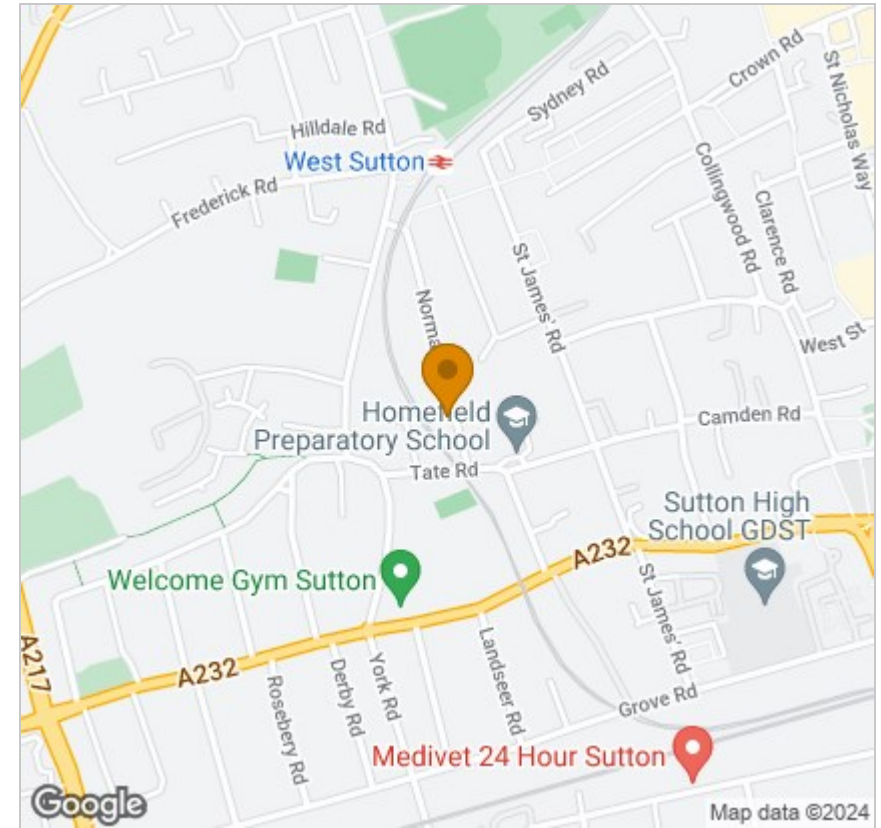 Crown Rd
St Nicholas Way
Sydney Rd
Hilldale Rd
West Sutton
Collingwood Rd
Clarence Rd
Frederick Rd
St James' Rd
Norma
West St
Homefield
Preparatory School
Camden Rd
Tate Rd
Sutton High
School GDST
A232
Welcome Gym Sutton
St James' Rd
A217
Landseer Rd
A232
York Rd
Derby Rd
Rosebery Rd
Grove Rd
Medivet 24 Hour Sutton
Google
Map data ©2024